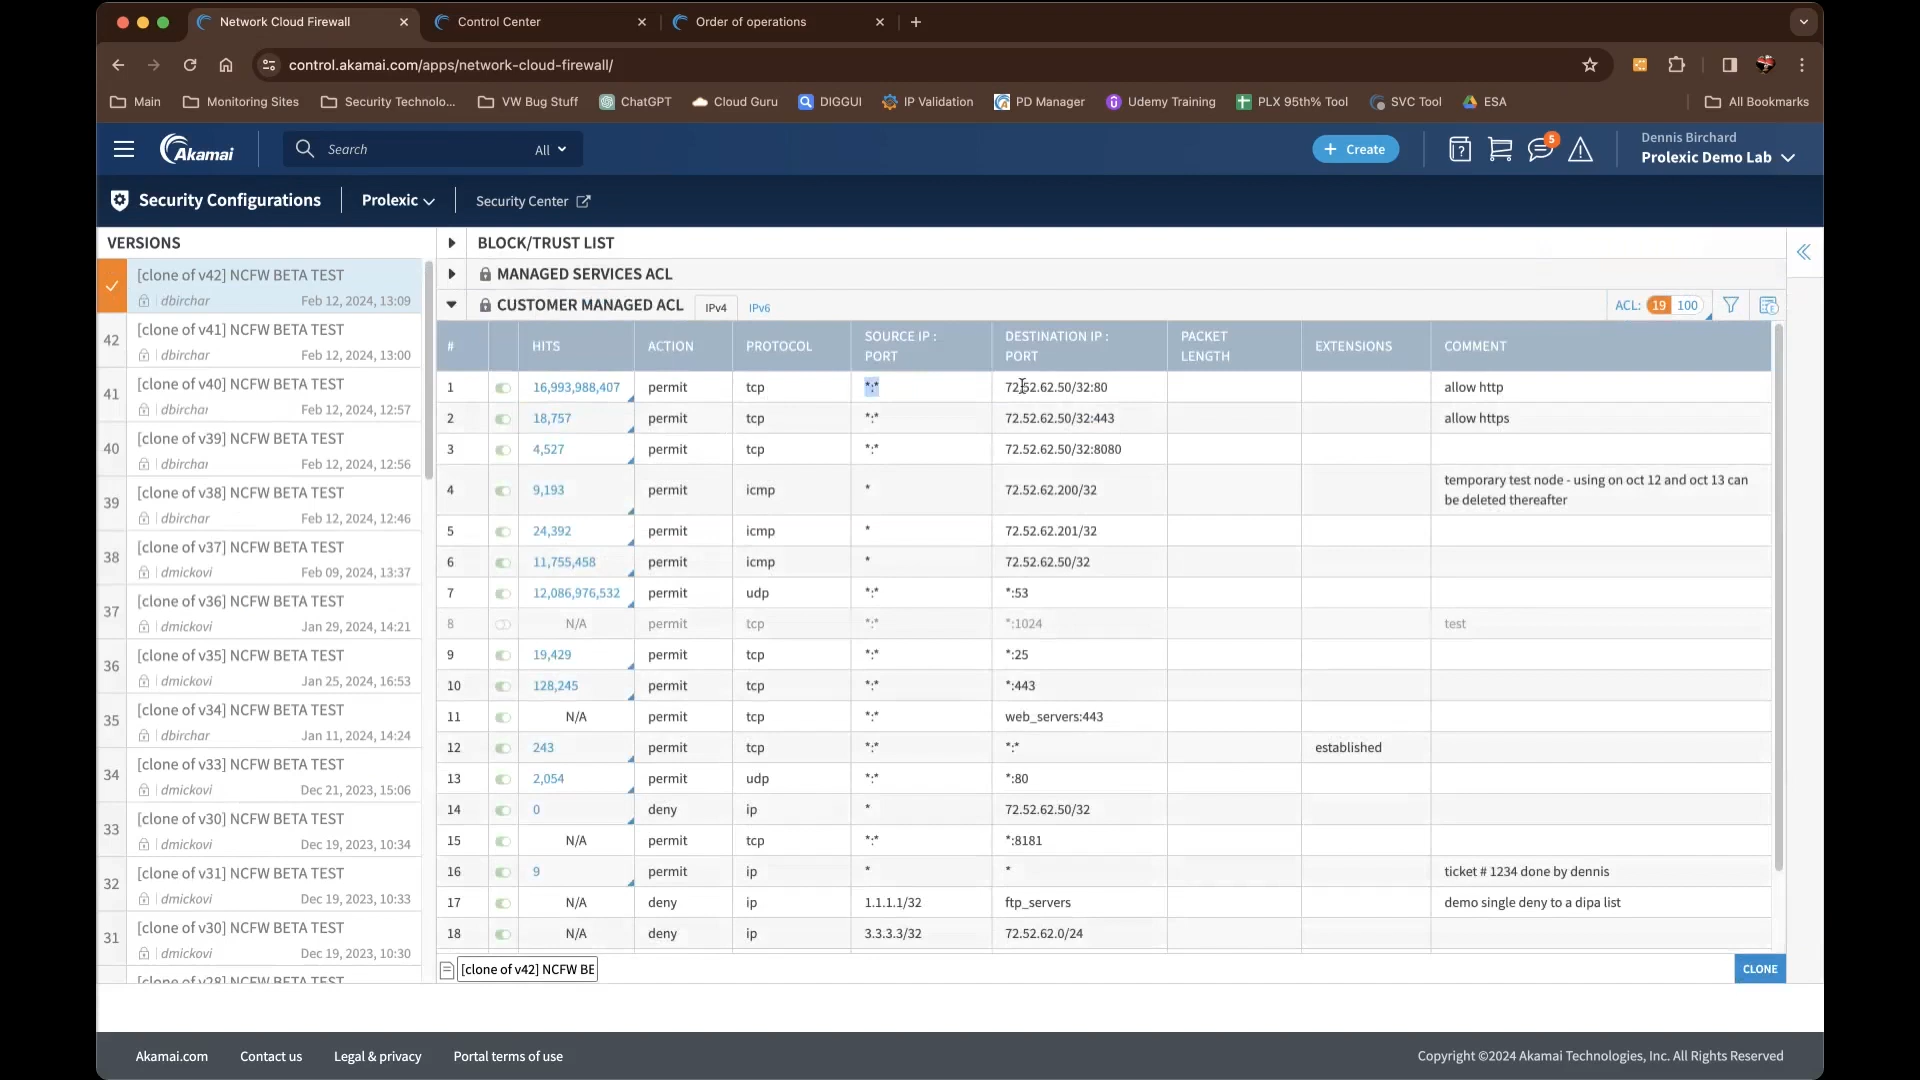 Network Cloud Firewall
Control Center
Order of operations
control.akamai.com/apps/network-cloud-firewall/
Main
Monitoring Sites
Security Technolo...
VW Bug Stuff
ChatGPT
Cloud Guru
DIGGUI
IP Validation
PD Manager
Udemy Training
PLX 95th% Tool
SVC Tool
ESA
All Bookmarks
Akamai
Search
All
+ Create
5
Dennis Birchard
Prolexic Demo Lab
Security Configurations
Prolexic
Security Center
VERSIONS
[clone of v42] NCFW BETA TEST
dbirchar Feb 12, 2024, 13:09
42 [clone of v41] NCFW BETA TEST
dbirchar Feb 12, 2024, 13:00
41 [clone of v40] NCFW BETA TEST
dbirchar Feb 12, 2024, 12:57
40 [clone of v39] NCFW BETA TEST
dbirchar Feb 12, 2024, 12:56
39 [clone of v38] NCFW BETA TEST
dbirchar Feb 12, 2024, 12:46
38 [clone of v37] NCFW BETA TEST
dmickovi Feb 09, 2024, 13:37
37 [clone of v36] NCFW BETA TEST
dmickovi Jan 29, 2024, 14:21
36 [clone of v35] NCFW BETA TEST
dmickovi Jan 25, 2024, 16:53
35 [clone of v34] NCFW BETA TEST
dbirchar Jan 11, 2024, 14:24
34 [clone of v33] NCFW BETA TEST
dmickovi Dec 21, 2023, 15:06
33 [clone of v30] NCFW BETA TEST
dmickovi Dec 19, 2023, 10:34
32 [clone of v31] NCFW BETA TEST
dmickovi Dec 19, 2023, 10:33
31 [clone of v30] NCFW BETA TEST
dmickovi Dec 19, 2023, 10:30
[clone of v28] NCFW BETA TEST
BLOCK/TRUST LIST
MANAGED SERVICES ACL
CUSTOMER MANAGED ACL IPv4 IPv6 ACL: 19 100
# HITS ACTION PROTOCOL SOURCE IP : PORT DESTINATION IP : PORT PACKET LENGTH EXTENSIONS COMMENT
1 16,993,988,407 permit tcp *:* 72.52.62.50/32:80 allow http
2 18,757 permit tcp *:* 72.52.62.50/32:443 allow https
3 4,527 permit tcp *:* 72.52.62.50/32:8080
4 9,193 permit icmp * 72.52.62.200/32 temporary test node - using on oct 12 and oct 13 can
be deleted thereafter
5 24,392 permit icmp * 72.52.62.201/32
6 11,755,458 permit icmp * 72.52.62.50/32
7 12,086,976,532 permit udp *:* *:53
8 N/A permit tcp *:* *:1024 test
9 19,429 permit tcp *:* *:25
10 128,245 permit tcp *:* *:443
11 N/A permit tcp *:* web_servers:443
12 243 permit tcp *:* *:* established
13 2,054 permit udp *:* *:80
14 0 deny ip * 72.52.62.50/32
15 N/A permit tcp *:* *:8181
16 9 permit ip * * ticket # 1234 done by dennis
17 N/A deny ip 1.1.1.1/32 ftp_servers demo single deny to a dipa list
18 N/A deny ip 3.3.3.3/32 72.52.62.0/24
[clone of v42] NCFW BE
CLONE
Akamai.com
Contact us
Legal & privacy
Portal terms of use
Copyright ©2024 Akamai Technologies, Inc. All Rights Reserved